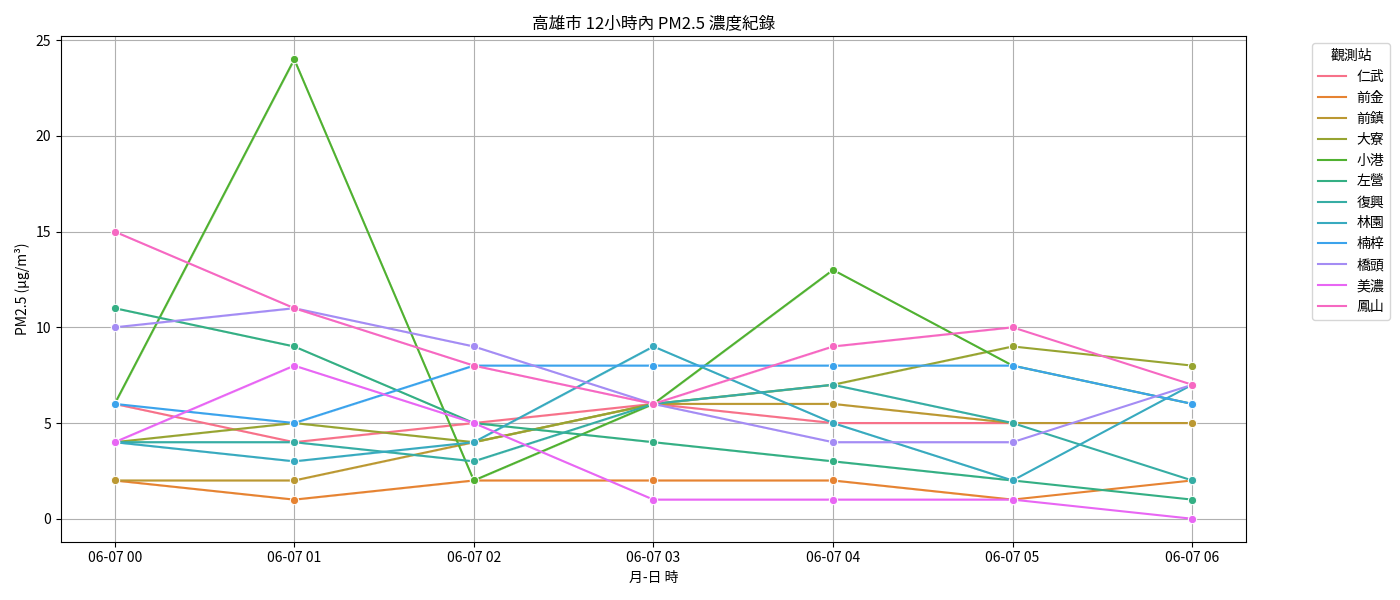 高雄市 12小時內 PM2.5 濃度紀錄
PM2.5 (μg/m³)
25
20
15
10
5
0
06-07 00
06-07 01
06-07 02
06-07 03
06-07 04
06-07 05
06-07 06
月-日 時
觀測站
仁武
前金
前鎮
大寮
小港
左營
復興
林園
楠梓
橋頭
美濃
鳳山